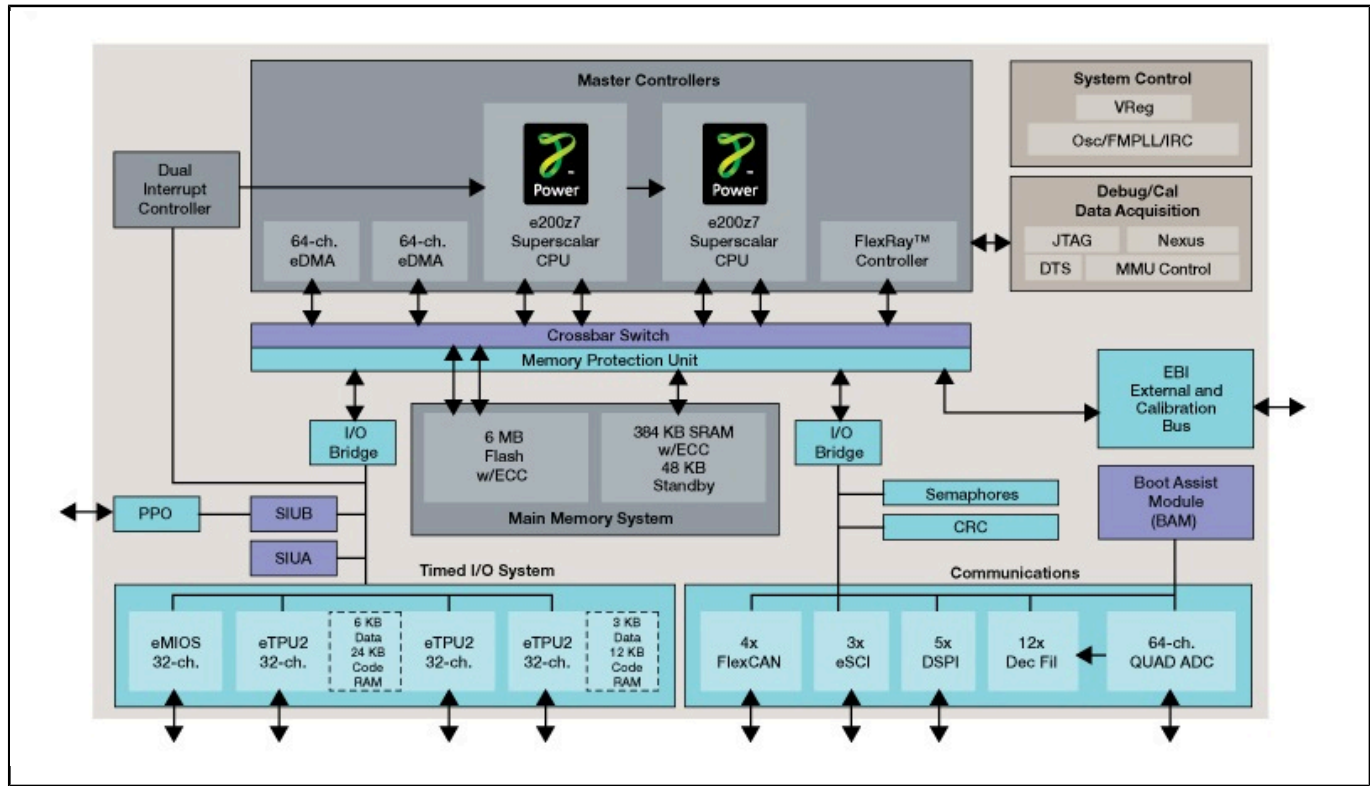 Master Controllers
Power
™
e200z7
Superscalar
CPU
Power
™
e200z7
Superscalar
CPU
64-ch.
eDMA
64-ch.
eDMA
FlexRay™
Controller
Dual
Interrupt
Controller
System Control
VReg
Osc/FMPLL/IRC
Debug/Cal
Data Acquisition
JTAG
Nexus
DTS
MMU Control
Crossbar Switch
Memory Protection Unit
I/O
Bridge
6 MB
Flash
w/ECC
384 KB SRAM
w/ECC
48 KB
Standby
Main Memory System
I/O
Bridge
EBI
External and
Calibration
Bus
PPO
SIUB
SIUA
Semaphores
CRC
Boot Assist
Module
(BAM)
Timed I/O System
eMIOS
32-ch.
eTPU2
32-ch.
6 KB
Data
24 KB
Code
RAM
eTPU2
32-ch.
eTPU2
32-ch.
3 KB
Data
12 KB
Code
RAM
Communications
4x
FlexCAN
3x
eSCI
5x
DSPI
12x
Dec Fil
64-ch.
QUAD ADC